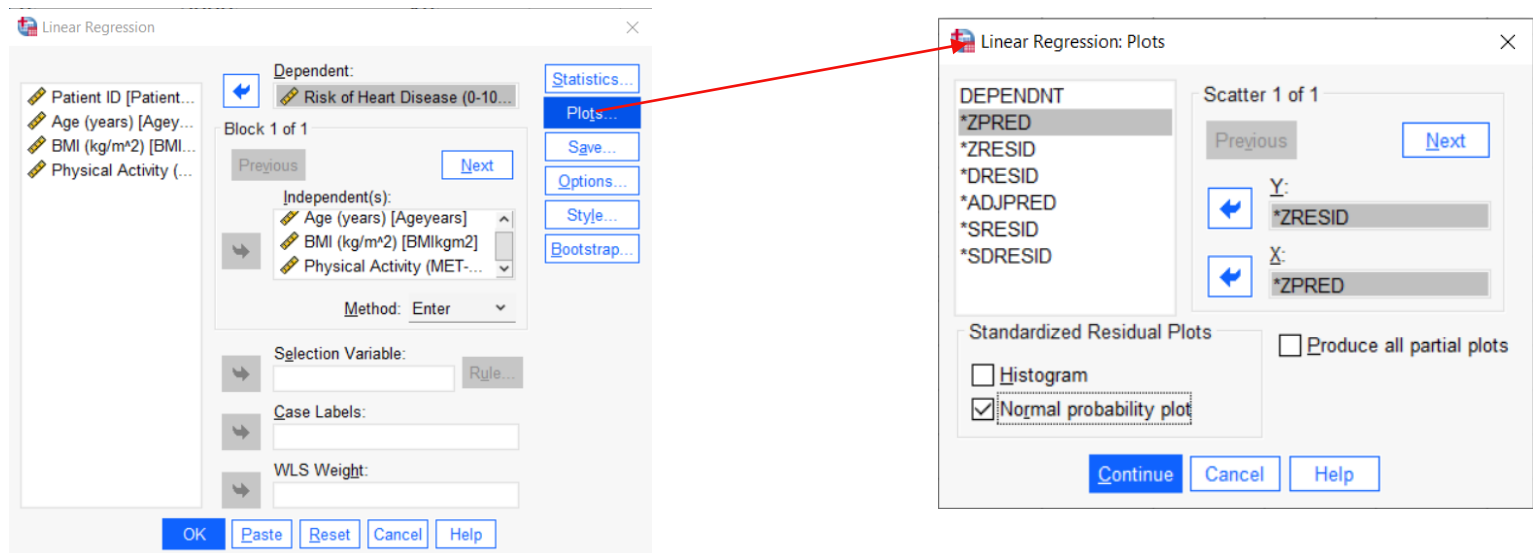 Linear Regression
Patient ID [Patient...
Age (years) [Agey...
BMI (kg/m^2) [BMI...
Physical Activity (...
Dependent:
Risk of Heart Disease (0-10...
Block 1 of 1
Previous
Next
Independent(s):
Age (years) [Ageyears]
BMI (kg/m^2) [BMIkgm2]
Physical Activity (MET-...
Method: Enter
Selection Variable:
Rule...
Case Labels:
WLS Weight:
Statistics...
Plots...
Save...
Options...
Style...
Bootstrap...
OK Paste Reset Cancel Help
Linear Regression: Plots
DEPENDNT
*ZPRED
*ZRESID
*DRESID
*ADJPRED
*SRESID
*SDRESID
Scatter 1 of 1
Previous
Next
Y:
*ZRESID
X:
*ZPRED
Standardized Residual Plots
Histogram
Normal probability plot
Produce all partial plots
Continue Cancel Help